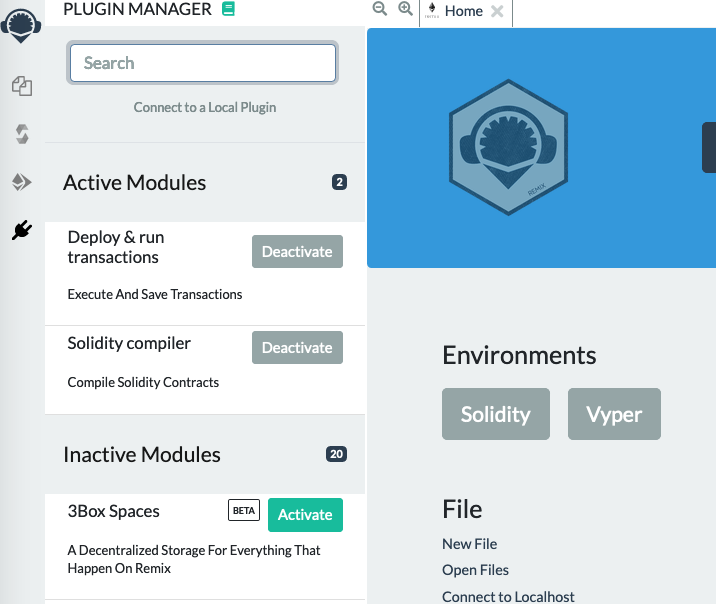 PLUGIN MANAGER
Search
Connect to a Local Plugin
Active Modules 2
Deploy & run
transactions
Deactivate
Execute And Save Transactions
Solidity compiler
Deactivate
Compile Solidity Contracts
Inactive Modules 20
3Box Spaces BETA Activate
A Decentralized Storage For Everything That
Happen On Remix
Home
REMIX
Environments
Solidity Vyper
File
New File
Open Files
Connect to Localhost